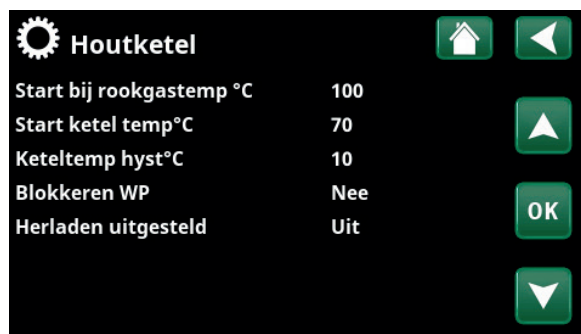 Houtketel
Start bij rookgastemp °C 100
Start ketel temp°C 70
Keteltemp hyst°C 10
Blokkeren WP Nee
Herladen uitgesteld Uit
OK